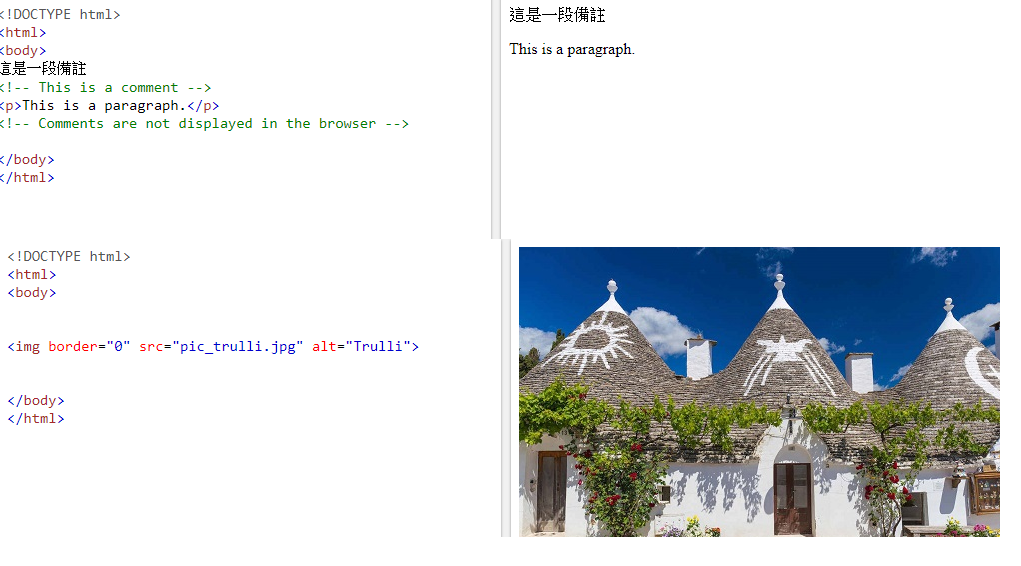 <!DOCTYPE html>
<html>
<body>
這是一段備註
<!-- This is a comment -->
<p>This is a paragraph.</p>
<!-- Comments are not displayed in the browser -->
</body>
</html>
這是一段備註
This is a paragraph.
<!DOCTYPE html>
<html>
<body>
<img border="0" src="pic_trulli.jpg" alt="Trulli">
</body>
</html>